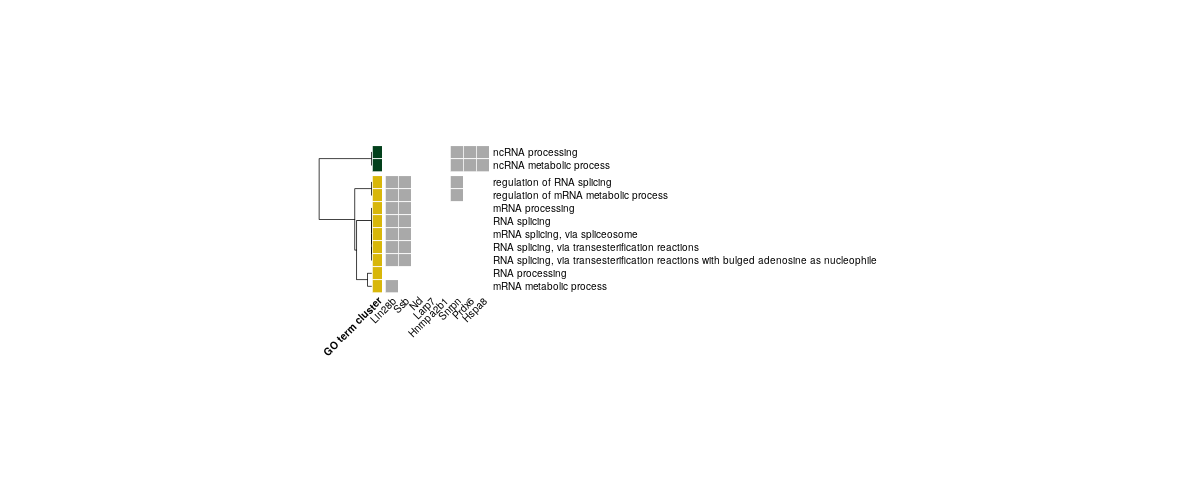 ncRNA processing
ncRNA metabolic process
regulation of RNA splicing
regulation of mRNA metabolic process
mRNA processing
RNA splicing
mRNA splicing, via spliceosome
RNA splicing, via transesterification reactions
RNA splicing, via transesterification reactions with bulged adenosine as nucleophile
RNA processing
mRNA metabolic process
GO term cluster
Lin28b
Ssb
Ncl
Larp7
Hnrnpa2b1
Snrpn
Prdx6
Hspa8